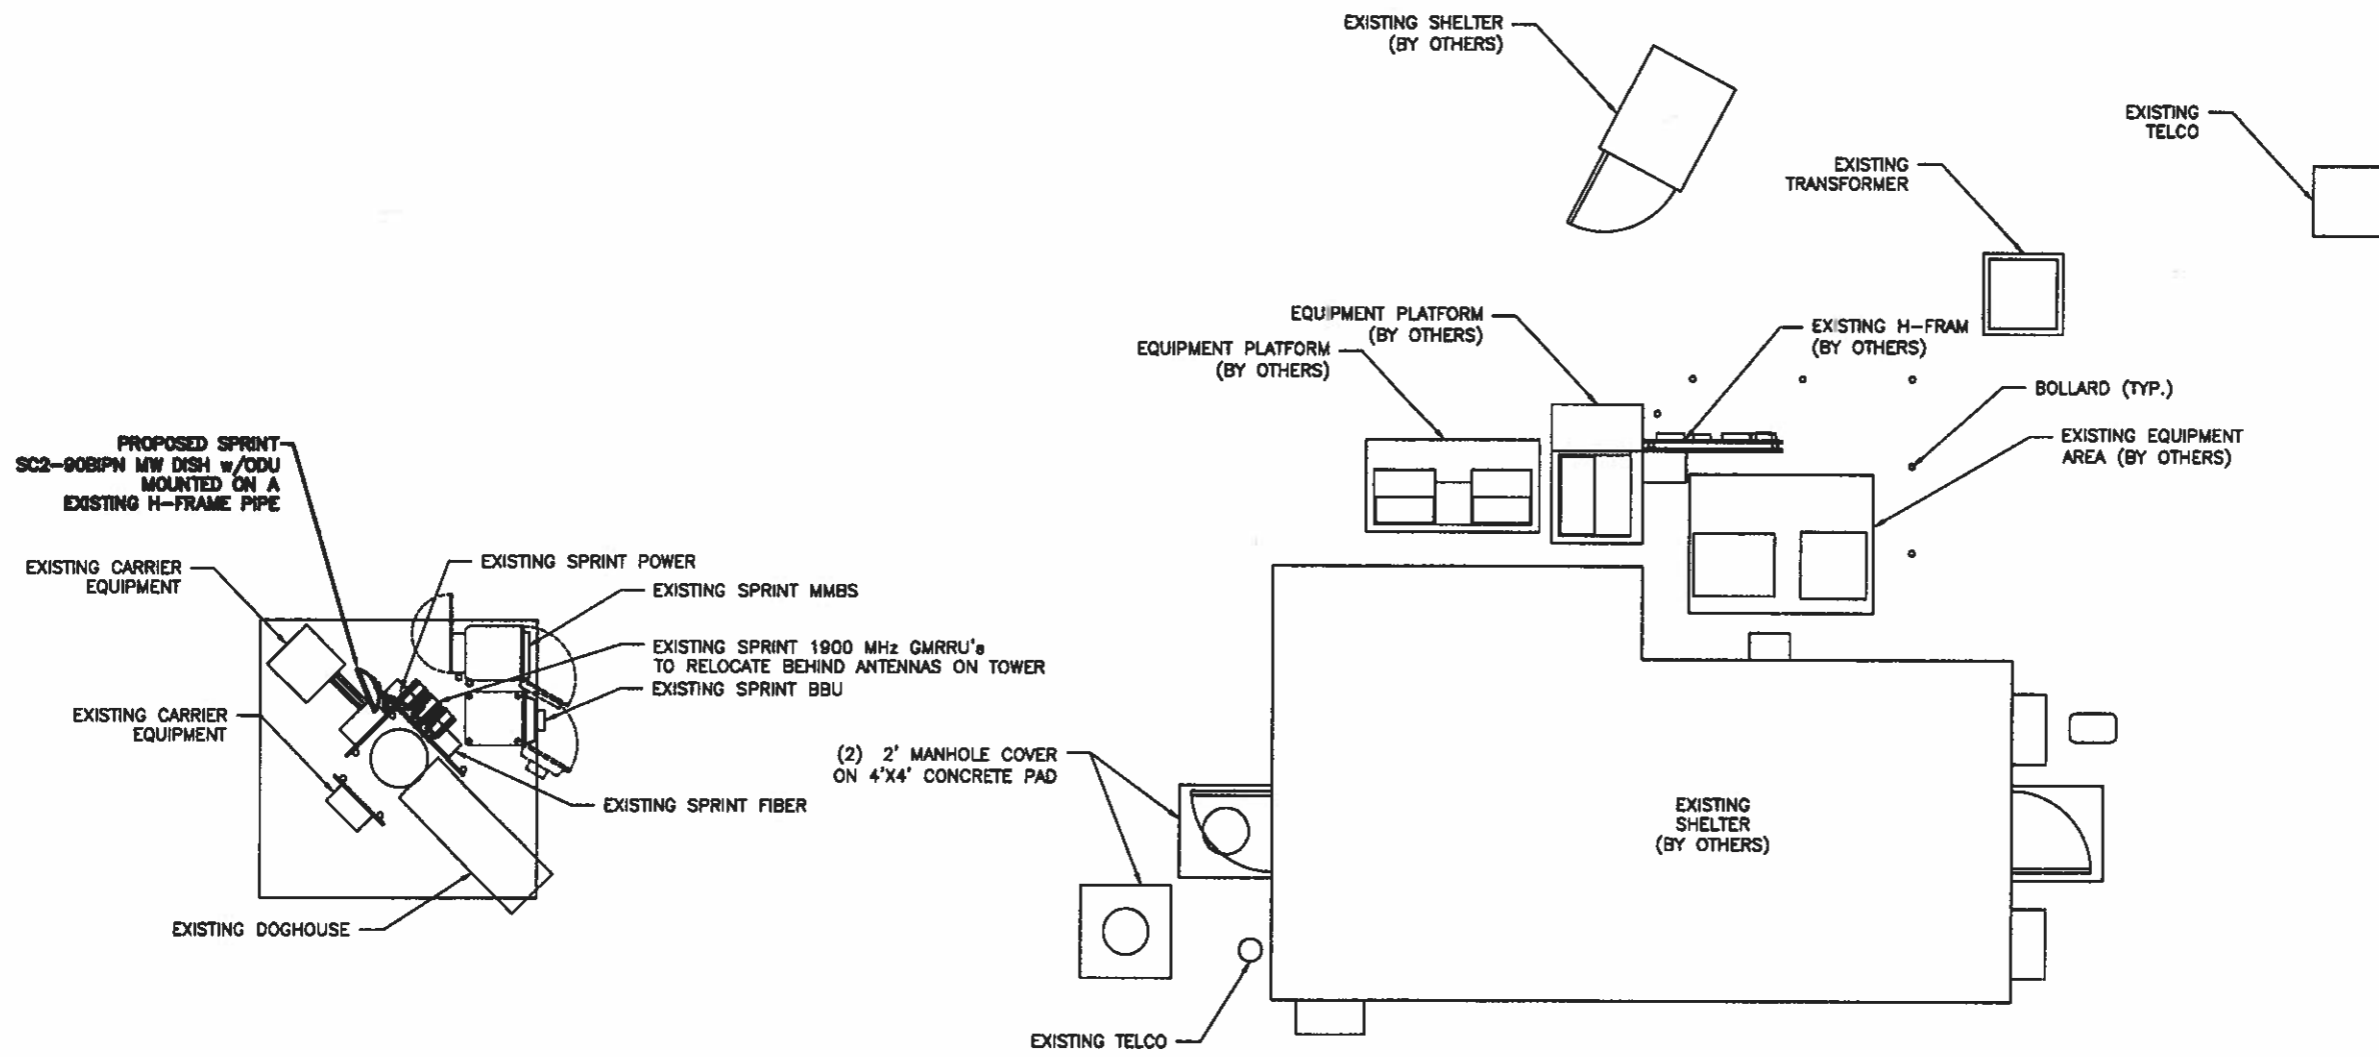 EXISTING SHELTER
(BY OTHERS)
EXISTING
TELCO
EXISTING
TRANSFORMER
EQUIPMENT PLATFORM
(BY OTHERS)
EQUIPMENT PLATFORM
(BY OTHERS)
EXISTING H-FRAM
(BY OTHERS)
BOLLARD (TYP.)
EXISTING EQUIPMENT
AREA (BY OTHERS)
PROPOSED SPRINT
SC2-90BIPN MW DISH w/ODU
MOUNTED ON A
EXISTING H-FRAME PIPE
EXISTING CARRIER
EQUIPMENT
EXISTING SPRINT POWER
EXISTING SPRINT MMBS
EXISTING SPRINT 1900 MHz GMRRU's
TO RELOCATE BEHIND ANTENNAS ON TOWER
EXISTING SPRINT BBU
EXISTING CARRIER
EQUIPMENT
(2) 2' MANHOLE COVER
ON 4'X4' CONCRETE PAD
EXISTING SPRINT FIBER
EXISTING
SHELTER
(BY OTHERS)
EXISTING DOGHOUSE
EXISTING TELCO